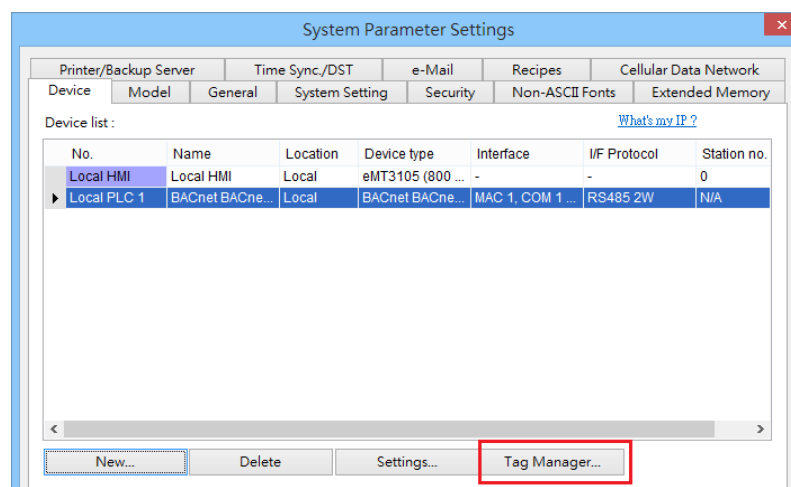 System Parameter Settings
Printer/Backup Server Time Sync./DST e-Mail Recipes Cellular Data Network
Device Model General System Setting Security Non-ASCII Fonts Extended Memory
Device list : What's my IP ?
No. Name Location Device type Interface I/F Protocol Station no.
Local HMI Local HMI Local eMT3105 (800 ... - - 0
Local PLC 1 BACnet BACne... Local BACnet BACne... MAC 1, COM 1 ... RS485 2W N/A
New... Delete Settings... Tag Manager...